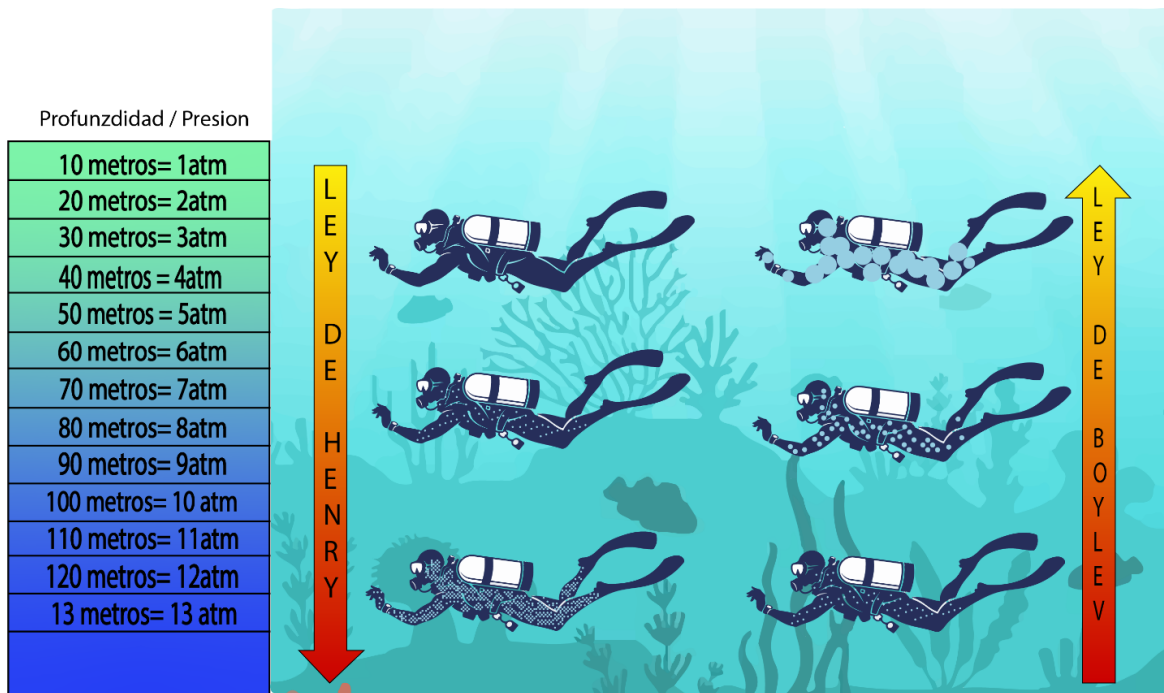 Profunzdidad / Presion
10 metros= 1atm
20 metros= 2atm
30 metros= 3atm
40 metros = 4atm
50 metros = 5atm
60 metros= 6atm
70 metros= 7atm
80 metros= 8atm
90 metros= 9atm
100 metros= 10 atm
110 metros= 11atm
120 metros= 12atm
13 metros= 13 atm
LEY DE HENRY
LEY DE BOYLEV